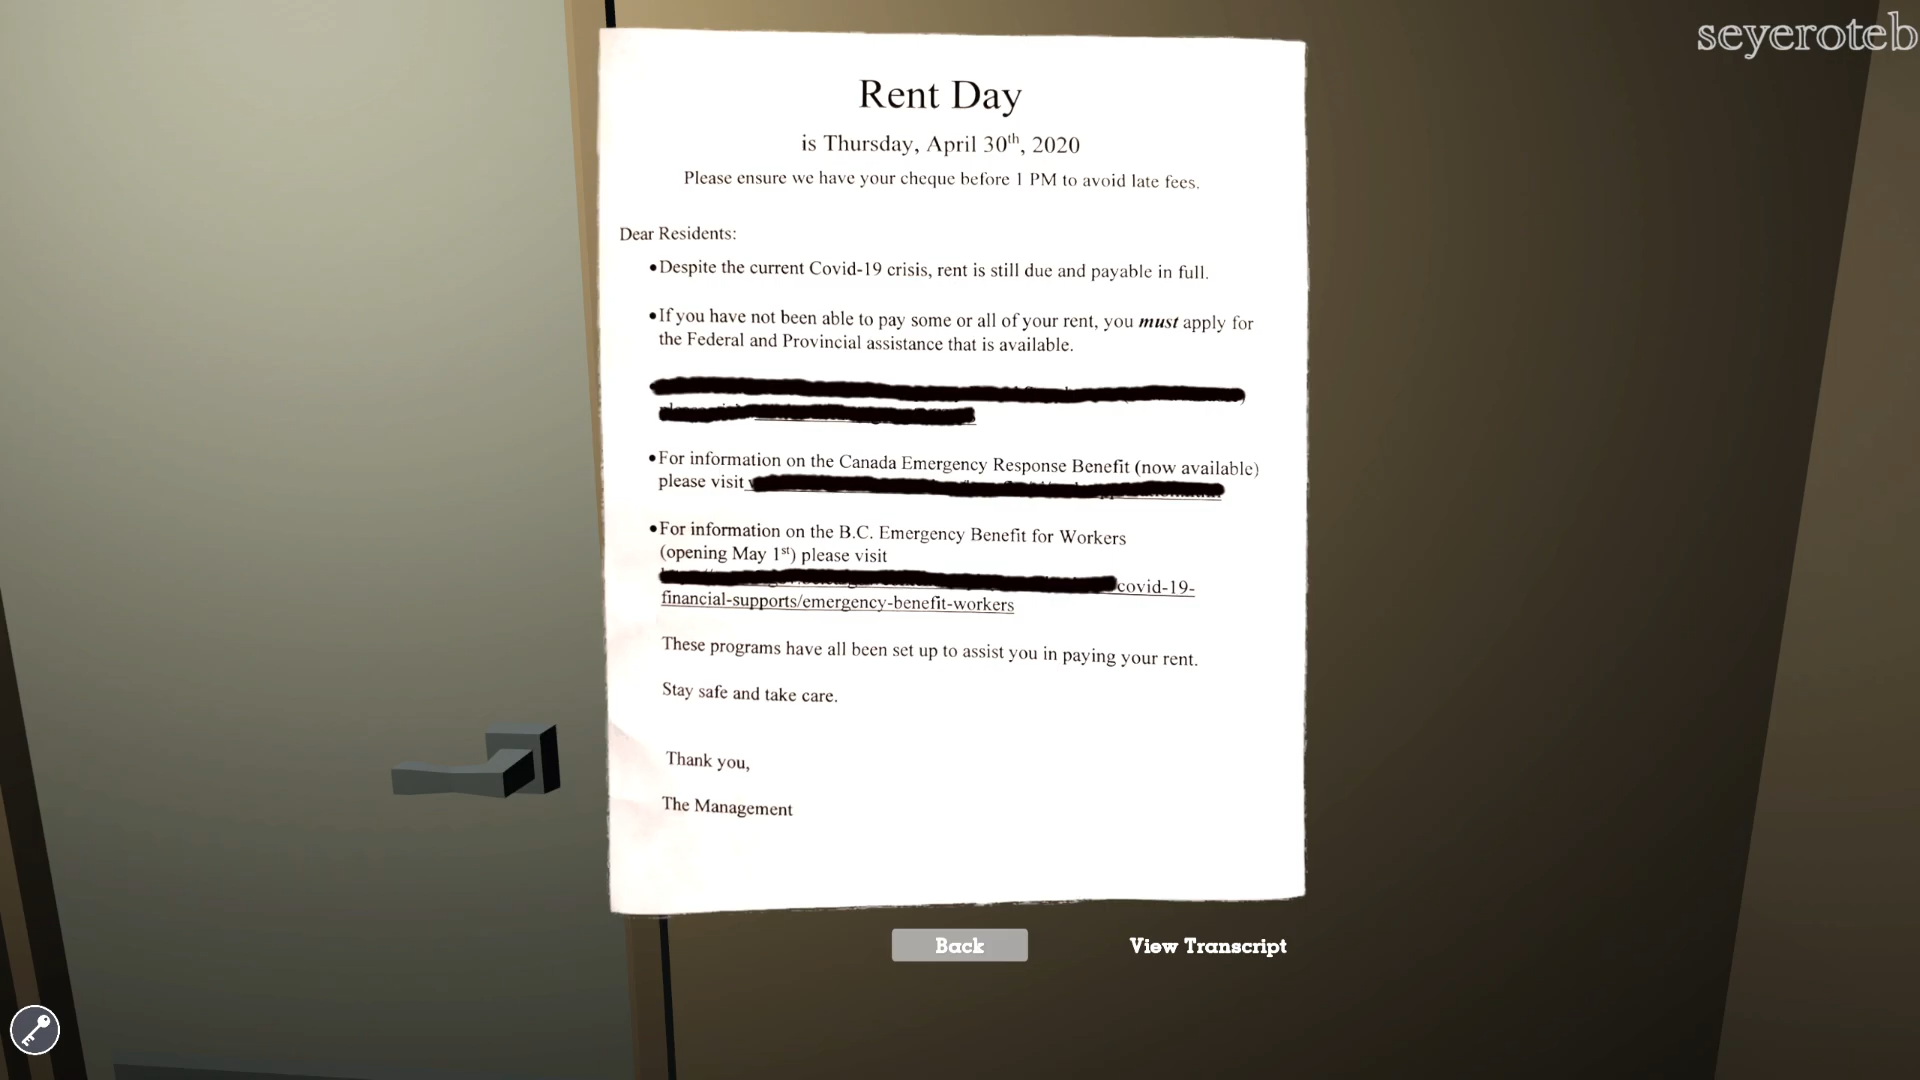 seyeroteb
Rent Day
is Thursday, April 30th, 2020
Please ensure we have your cheque before 1 PM to avoid late fees.
Dear Residents:
•Despite the current Covid-19 crisis, rent is still due and payable in full.
•If you have not been able to pay some or all of your rent, you must apply for
the Federal and Provincial assistance that is available.
•For information on the Canada Emergency Response Benefit (now available)
please visit
•For information on the B.C. Emergency Benefit for Workers
(opening May 1st) please visit
covid-19-
financial-supports/emergency-benefit-workers
These programs have all been set up to assist you in paying your rent.
Stay safe and take care.
Thank you,
The Management
Back
View Transcript